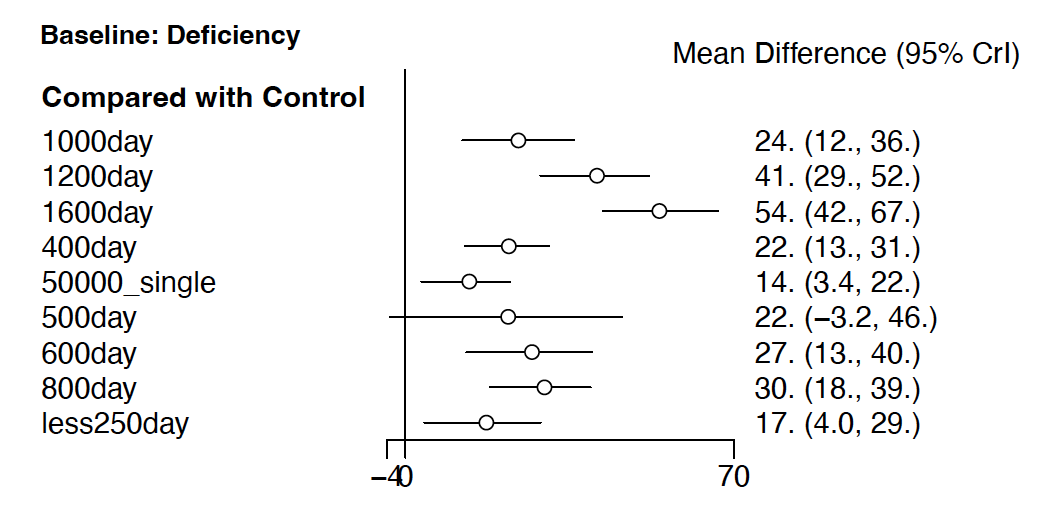 Baseline: Deficiency
Mean Difference (95% CrI)
Compared with Control
1000day 24. (12., 36.)
1200day 41. (29., 52.)
1600day 54. (42., 67.)
400day 22. (13., 31.)
50000_single 14. (3.4, 22.)
500day 22. (−3.2, 46.)
600day 27. (13., 40.)
800day 30. (18., 39.)
less250day 17. (4.0, 29.)
−4 0 70